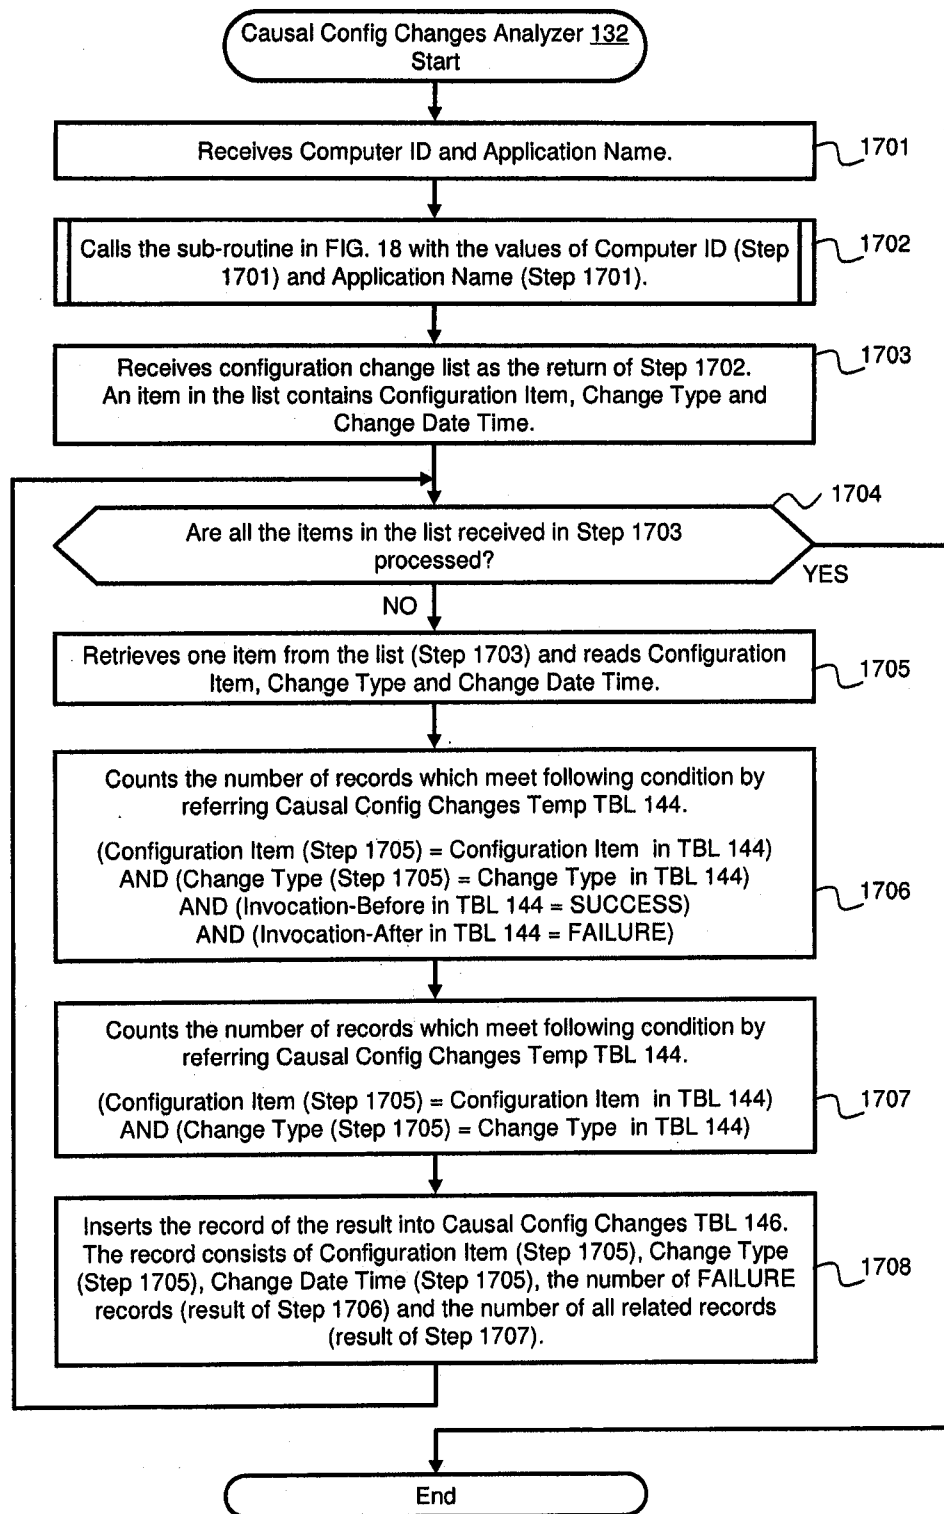 Causal Config Changes Analyzer 132
Start
Receives Computer ID and Application Name.
1701
Calls the sub-routine in FIG. 18 with the values of Computer ID (Step
1701) and Application Name (Step 1701).
1702
Receives configuration change list as the return of Step 1702.
An item in the list contains Configuration Item, Change Type and
Change Date Time.
1703
Are all the items in the list received in Step 1703
processed?
1704
YES
NO
Retrieves one item from the list (Step 1703) and reads Configuration
Item, Change Type and Change Date Time.
1705
Counts the number of records which meet following condition by
referring Causal Config Changes Temp TBL 144.
(Configuration Item (Step 1705) = Configuration Item in TBL 144)
AND (Change Type (Step 1705) = Change Type in TBL 144)
AND (Invocation-Before in TBL 144 = SUCCESS)
AND (Invocation-After in TBL 144 = FAILURE)
1706
Counts the number of records which meet following condition by
referring Causal Config Changes Temp TBL 144.
(Configuration Item (Step 1705) = Configuration Item in TBL 144)
AND (Change Type (Step 1705) = Change Type in TBL 144)
1707
Inserts the record of the result into Causal Config Changes TBL 146.
The record consists of Configuration Item (Step 1705), Change Type
(Step 1705), Change Date Time (Step 1705), the number of FAILURE
records (result of Step 1706) and the number of all related records
(result of Step 1707).
1708
End